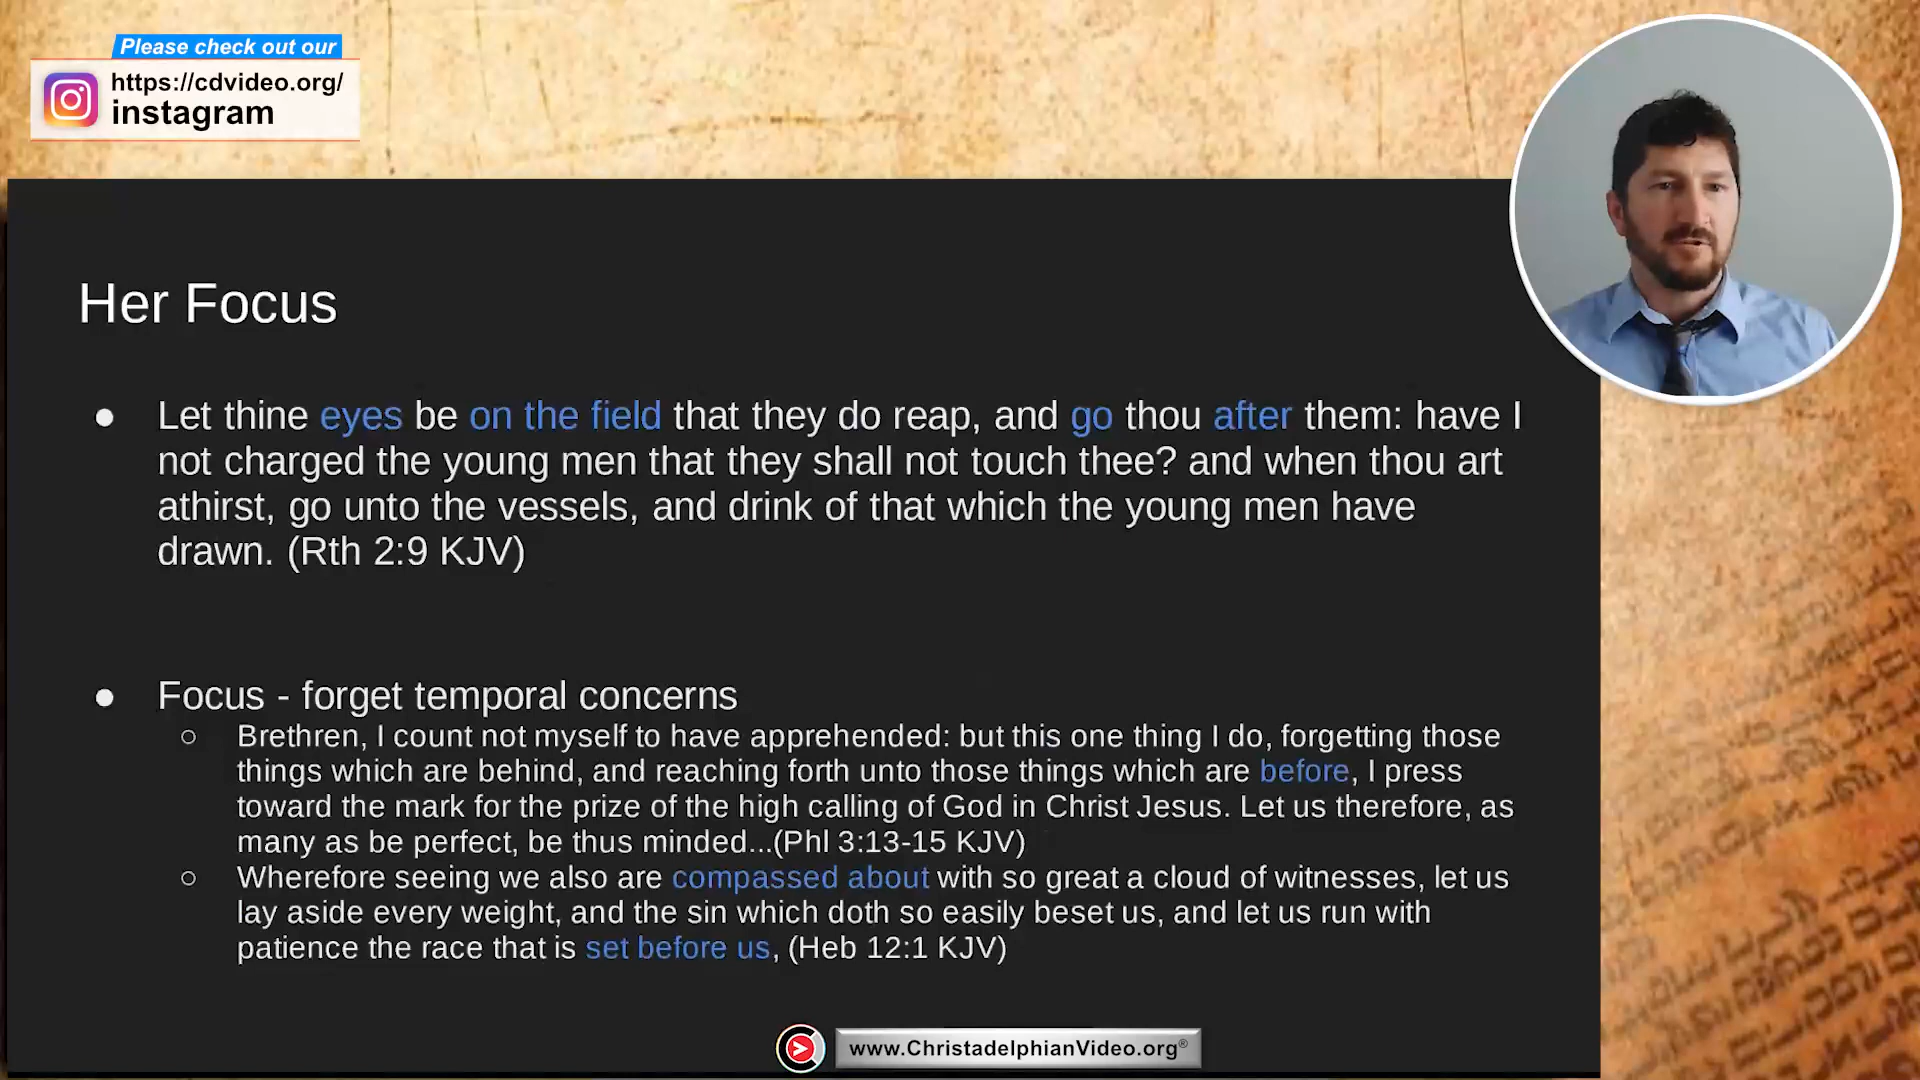 Please check out our
https://cdvideo.org/
instagram
Her Focus
● Let thine eyes be on the field that they do reap, and go thou after them: have I
not charged the young men that they shall not touch thee? and when thou art
athirst, go unto the vessels, and drink of that which the young men have
drawn. (Rth 2:9 KJV)
● Focus - forget temporal concerns
○ Brethren, I count not myself to have apprehended: but this one thing I do, forgetting those
things which are behind, and reaching forth unto those things which are before, I press
toward the mark for the prize of the high calling of God in Christ Jesus. Let us therefore, as
many as be perfect, be thus minded...(Phl 3:13-15 KJV)
○ Wherefore seeing we also are compassed about with so great a cloud of witnesses, let us
lay aside every weight, and the sin which doth so easily beset us, and let us run with
patience the race that is set before us, (Heb 12:1 KJV)
www.ChristadelphianVideo.org®